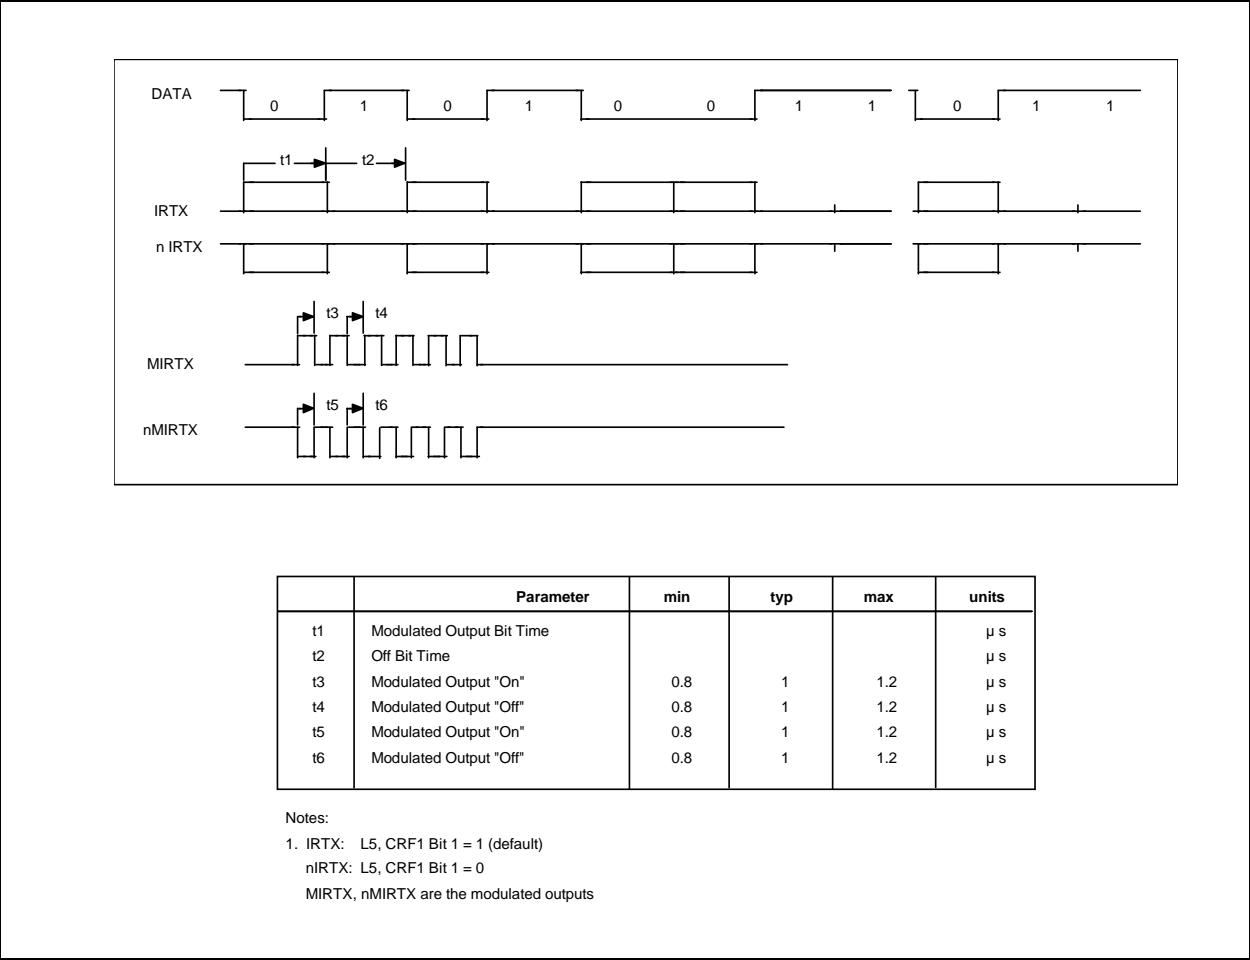 DATA 0 1 0 1 0 0 1 1 0 1 1
t1 t2
IRTX
n IRTX
t3 t4
MIRTX
t5 t6
nMIRTX
Parameter min typ max units
t1 Modulated Output Bit Time µ s
t2 Off Bit Time µ s
t3 Modulated Output "On" 0.8 1 1.2 µ s
t4 Modulated Output "Off" 0.8 1 1.2 µ s
t5 Modulated Output "On" 0.8 1 1.2 µ s
t6 Modulated Output "Off" 0.8 1 1.2 µ s
Notes:
1. IRTX: L5, CRF1 Bit 1 = 1 (default)
nIRTX: L5, CRF1 Bit 1 = 0
MIRTX, nMIRTX are the modulated outputs